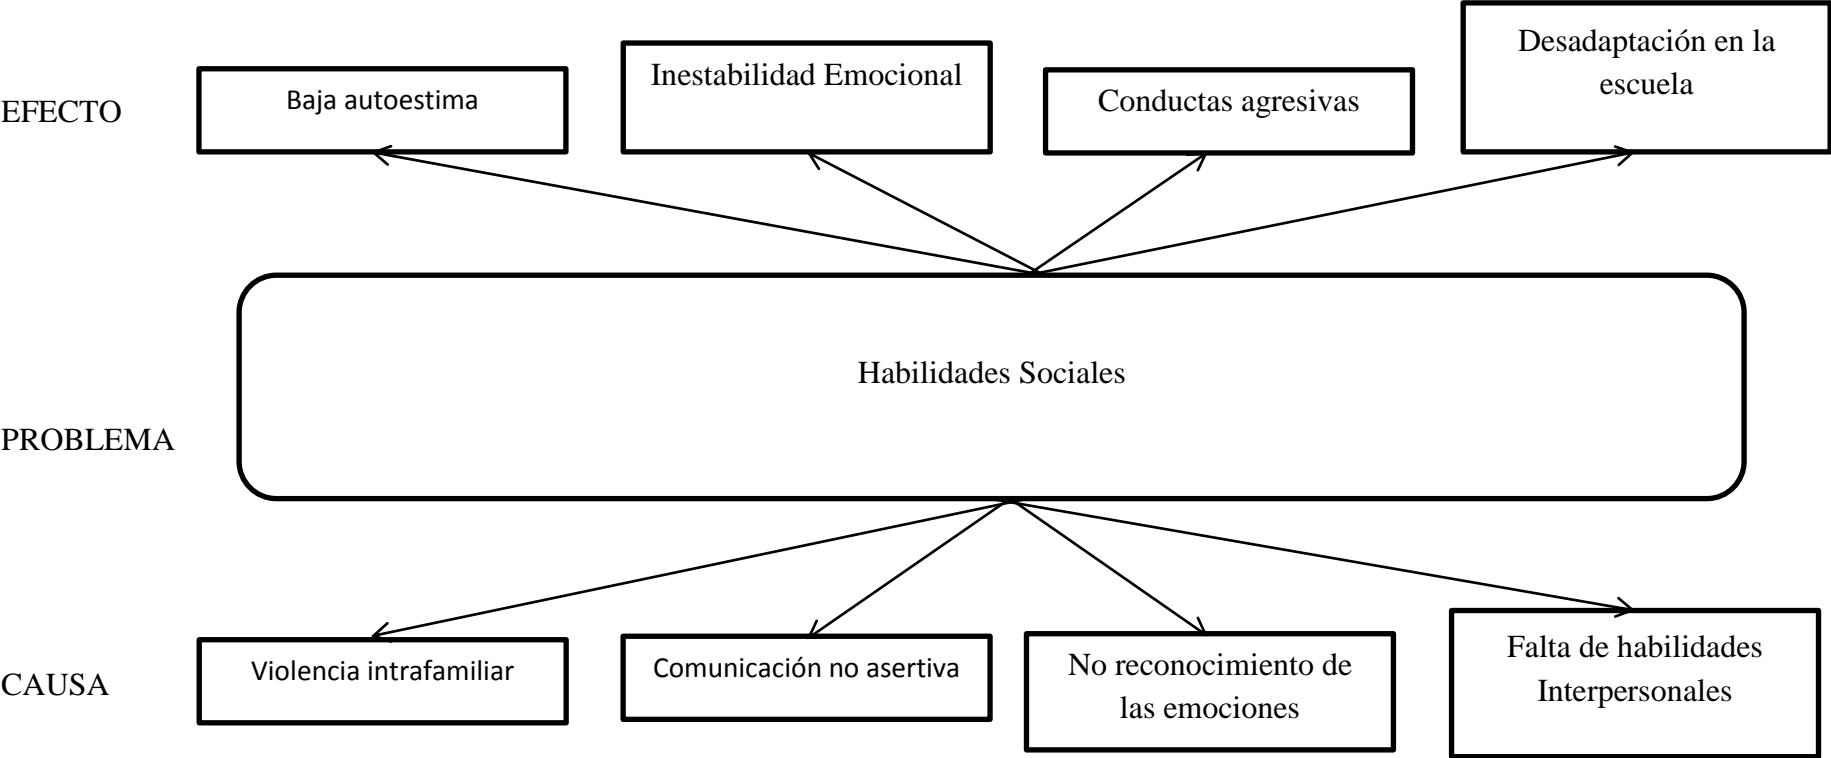 EFECTO
Baja autoestima
Inestabilidad Emocional
Conductas agresivas
Desadaptación en la
escuela
PROBLEMA
Habilidades Sociales
CAUSA
Violencia intrafamiliar
Comunicación no asertiva
No reconocimiento de
las emociones
Falta de habilidades
Interpersonales